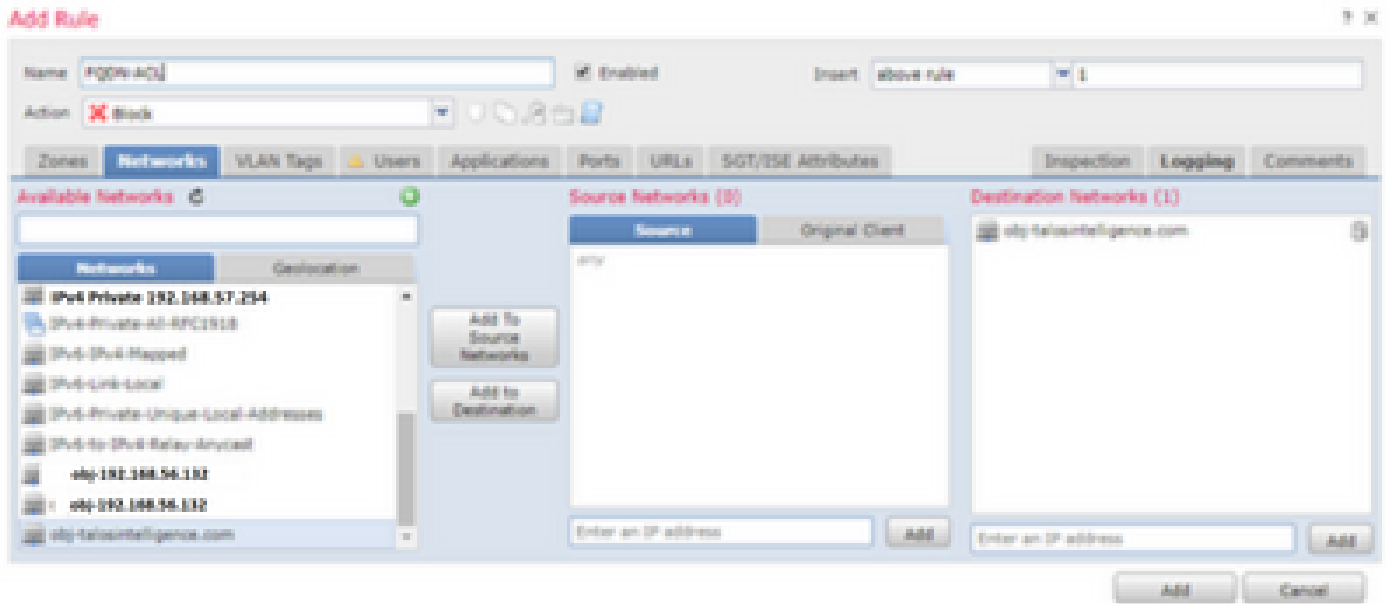 Add Rule
? X
Name FQDN-ACL
Enabled
Insert above rule 1
Action Block
Zones Networks VLAN Tags Users Applications Ports URLs SGT/ISE Attributes Inspection Logging Comments
Available Networks
Source Networks (0)
Destination Networks (1)
Networks Geolocation
Source Original Client
obj-talosintelligence.com
any
IPv4 Private 192.168.57.254
IPv4-Private-All-RFC1918
IPv6-IPv4-Mapped
IPv6-Link-Local
IPv6-Private-Unique-Local-Addresses
IPv6-to-IPv4-Relay-Anycast
obj-192.168.56.132
obj-192.168.56.132
obj-talosintelligence.com
Add To
Source
Networks
Add to
Destination
Enter an IP address Add
Enter an IP address Add
Add Cancel